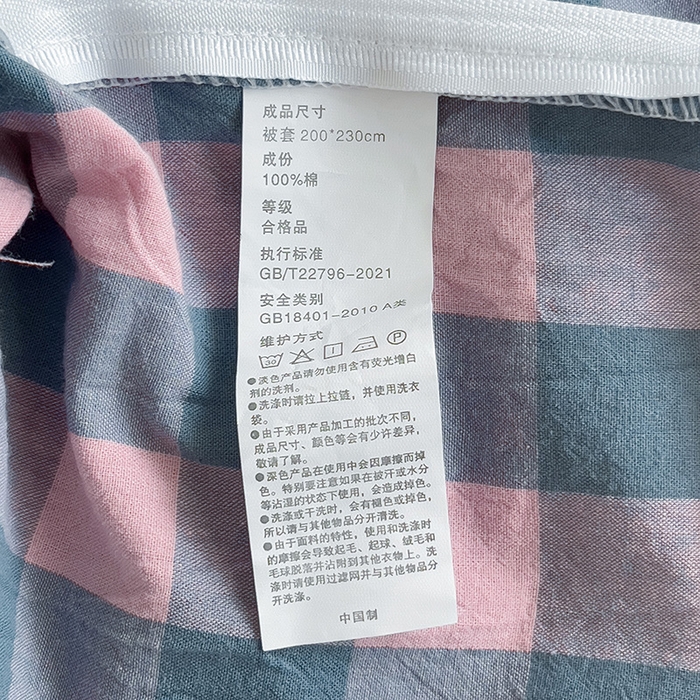 成品尺寸
被套 200*230cm
成份
100%棉
等级
合格品
执行标准
GB/T22796-2021
安全类别
GB18401-2010 A类
维护方式
30 P
●淡色产品请勿使用含有荧光增白
剂的洗剂。
●洗涤时请拉上拉链，并使用洗衣
袋。
●由于采用产品加工的批次不同，
成品尺寸、颜色等会有少许差异，
敬请了解。
●深色产品在使用中会因摩擦而掉
色。特别要注意如果在被汗或水分
等沾湿的状态下使用，会造成掉色。
●洗涤或干洗时，会有褪色或掉色，
所以请与其他物品分开清洗。
●由于面料的特性，使用和洗涤时
的摩擦会导致起毛、起球、绒毛和
毛球脱落并沾附到其他衣物上。洗
涤时请使用过滤网并与其他物品分
开洗涤。
中国制